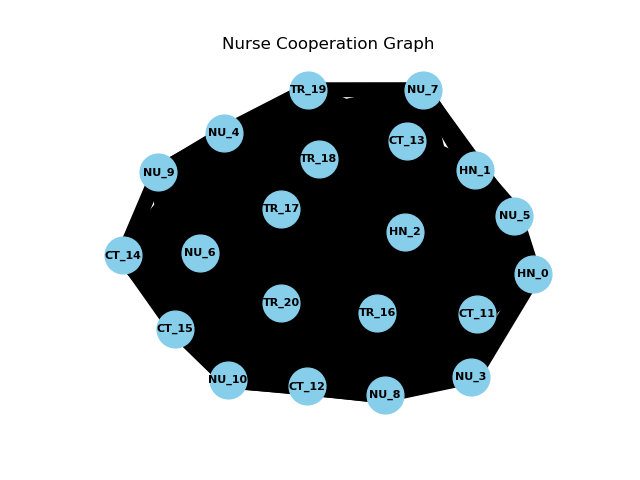 Nurse Cooperation Graph
TR_19
NU_7
NU_4
CT_13
TR_18
HN_1
NU_9
TR_17
NU_5
HN_2
NU_6
CT_14
HN_0
TR_20
TR_16
CT_11
CT_15
NU_3
NU_10
CT_12
NU_8